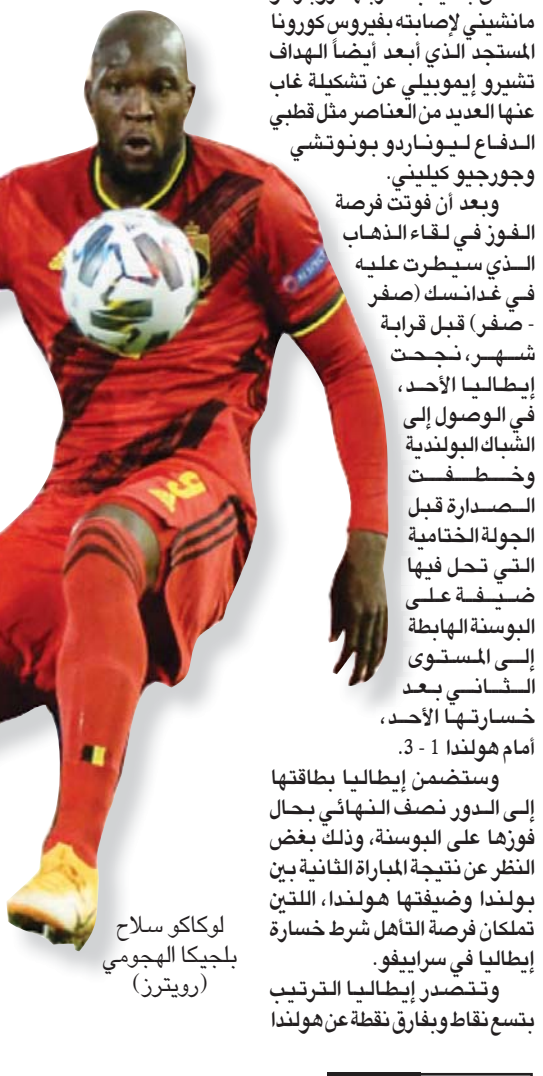 مانشيني لإصابته بفيروس كورونا
المستجد الذي أبعد أيضاً الهداف
تشيرو إيموبيلي عن تشكيلة غاب
عنها العديد من العناصر مثل قطبي
الدفاع ليوناردو بونوتشي
وجورجيو كيليني.
وبعد أن فوتت فرصة
الفوز في لقاء الذهاب
الذي سيطرت عليه
في غدانسك (صفر
- صفر) قبل قرابة
شهر، نجحت
إيطاليا الأحد،
في الوصول إلى
الشباك البولندية
وخطفت
الصدارة قبل
الجولة الختامية
التي تحل فيها
ضيفة على
البوسنة الهابطة
إلى المستوى
الثاني بعد
خسارتها الأحد،
أمام هولندا 1 - 3.
وستضمن إيطاليا بطاقتها
إلى الدور نصف النهائي بحال
فوزها على البوسنة، وذلك بغض
النظر عن نتيجة المباراة الثانية بين
بولندا وضيفتها هولندا، اللتين
تملكان فرصة التأهل شرط خسارة
إيطاليا في سراييفو.
وتتصدر إيطاليا الترتيب
بتسع نقاط وبفارق نقطة عن هولندا
لوكاكو سلاح
بلجيكا الهجومي
(رويترز)